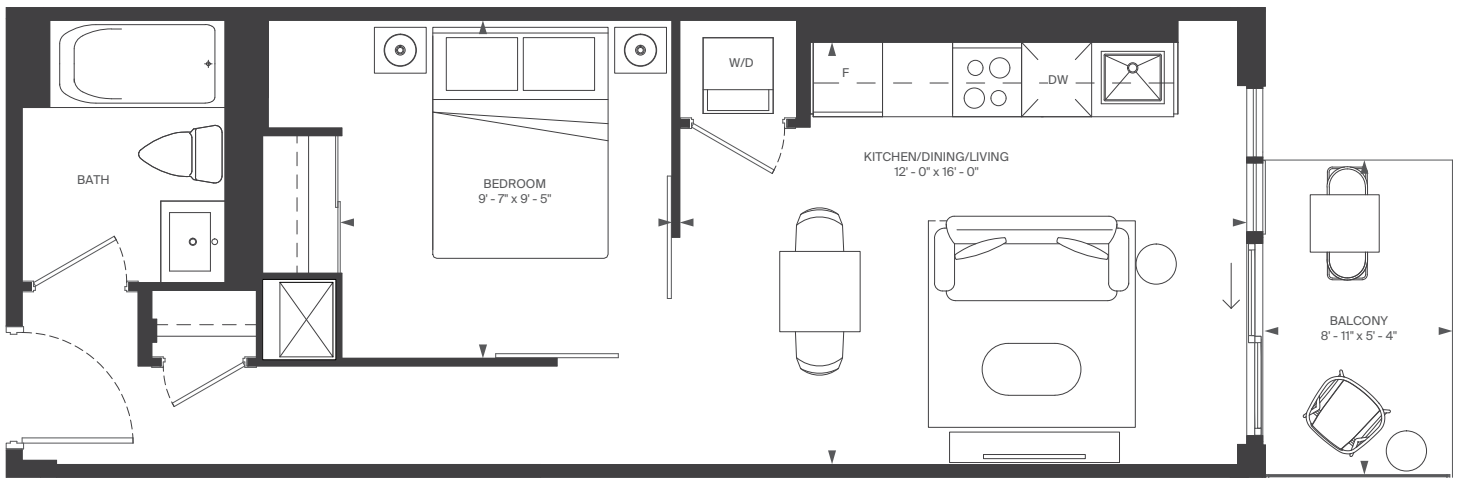 BATH
BEDROOM
9' - 7" x 9' - 5"
W/D
F
DW
KITCHEN/DINING/LIVING
12' - 0" x 16' - 0"
BALCONY
8' - 11" x 5' - 4"